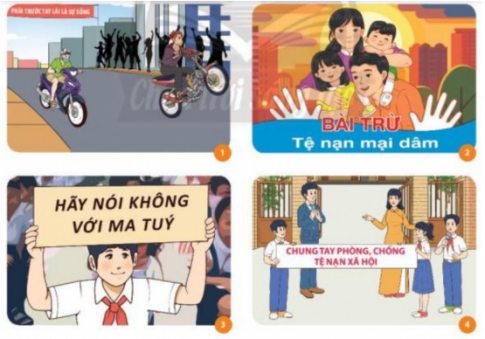 PHÍA TRƯỚC TAY LÁI LÀ SỰ SỐNG
1
BÀI TRỪ
Tệ nạn mại dâm
2
HÃY NÓI KHÔNG
VỚI MA TUÝ
3
CHUNG TAY PHÒNG, CHỐNG
TỆ NẠN XÃ HỘI
4